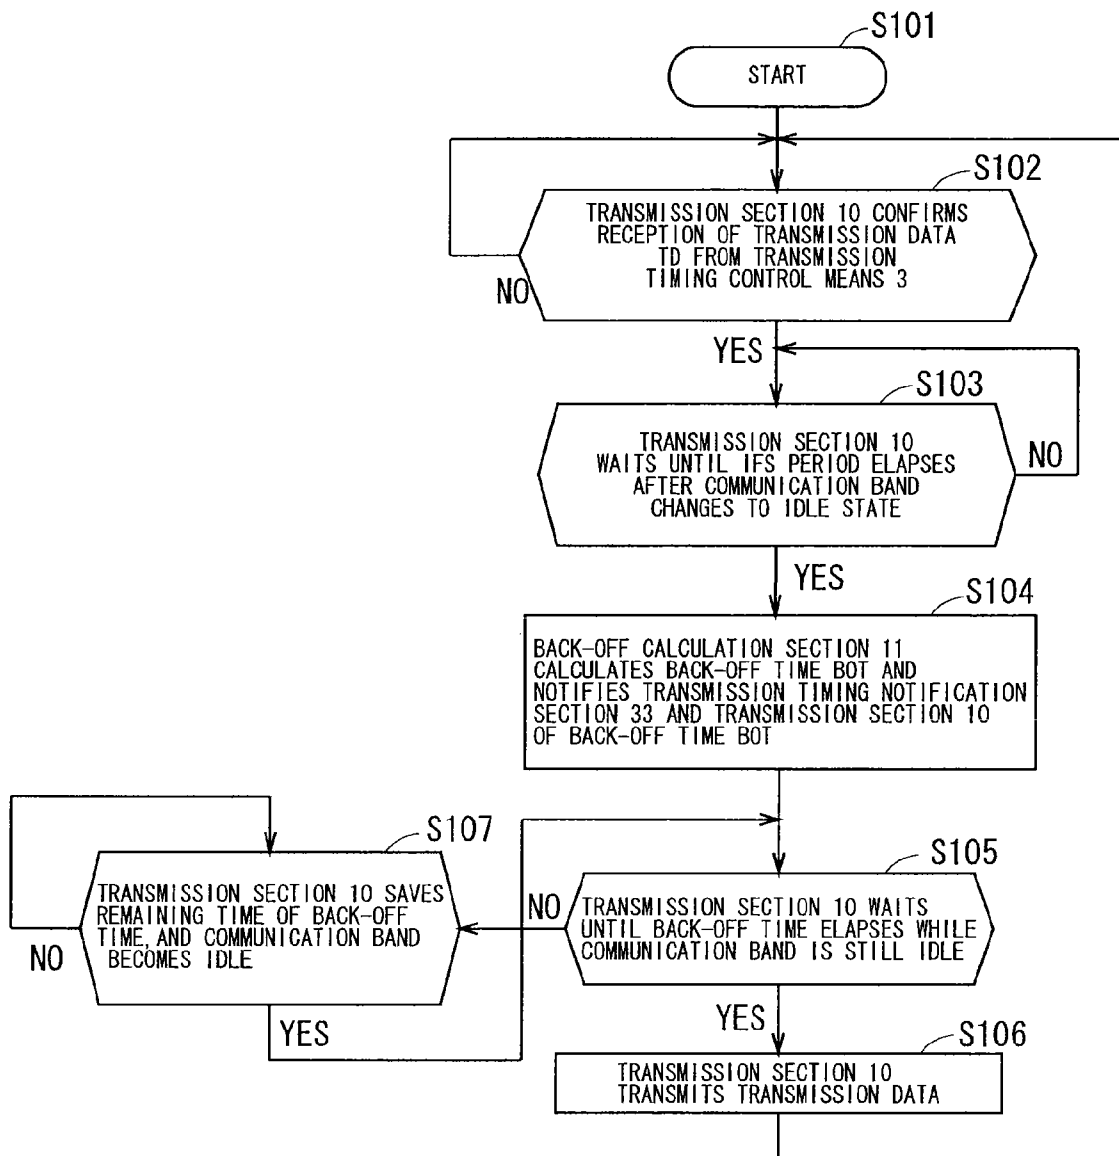 S101
START
S102
TRANSMISSION SECTION 10 CONFIRMS
RECEPTION OF TRANSMISSION DATA
TD FROM TRANSMISSION
TIMING CONTROL MEANS 3
NO
YES
S103
TRANSMISSION SECTION 10
WAITS UNTIL IFS PERIOD ELAPSES
AFTER COMMUNICATION BAND
CHANGES TO IDLE STATE
NO
YES
S104
BACK-OFF CALCULATION SECTION 11
CALCULATES BACK-OFF TIME BOT AND
NOTIFIES TRANSMISSION TIMING NOTIFICATION
SECTION 33 AND TRANSMISSION SECTION 10
OF BACK-OFF TIME BOT
S107
TRANSMISSION SECTION 10 SAVES
REMAINING TIME OF BACK-OFF
TIME, AND COMMUNICATION BAND
BECOMES IDLE
NO
YES
S105
NO
TRANSMISSION SECTION 10 WAITS
UNTIL BACK-OFF TIME ELAPSES WHILE
COMMUNICATION BAND IS STILL IDLE
YES
S106
TRANSMISSION SECTION 10
TRANSMITS TRANSMISSION DATA